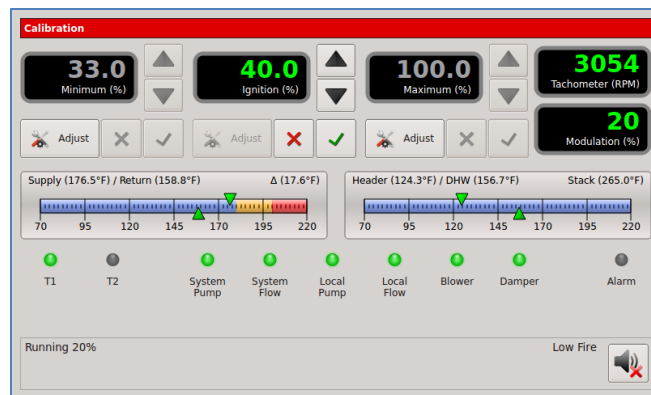 Calibration
33.0
Minimum (%)
40.0
Ignition (%)
100.0
Maximum (%)
3054
Tachometer (RPM)
20
Modulation (%)
Adjust
Adjust
Adjust
Supply (176.5°F) / Return (158.8°F) Δ (17.6°F)
70 95 120 145 170 195 220
Header (124.3°F) / DHW (156.7°F) Stack (265.0°F)
70 95 120 145 170 195 220
T1
T2
System Pump
System Flow
Local Pump
Local Flow
Blower
Damper
Alarm
Running 20%
Low Fire